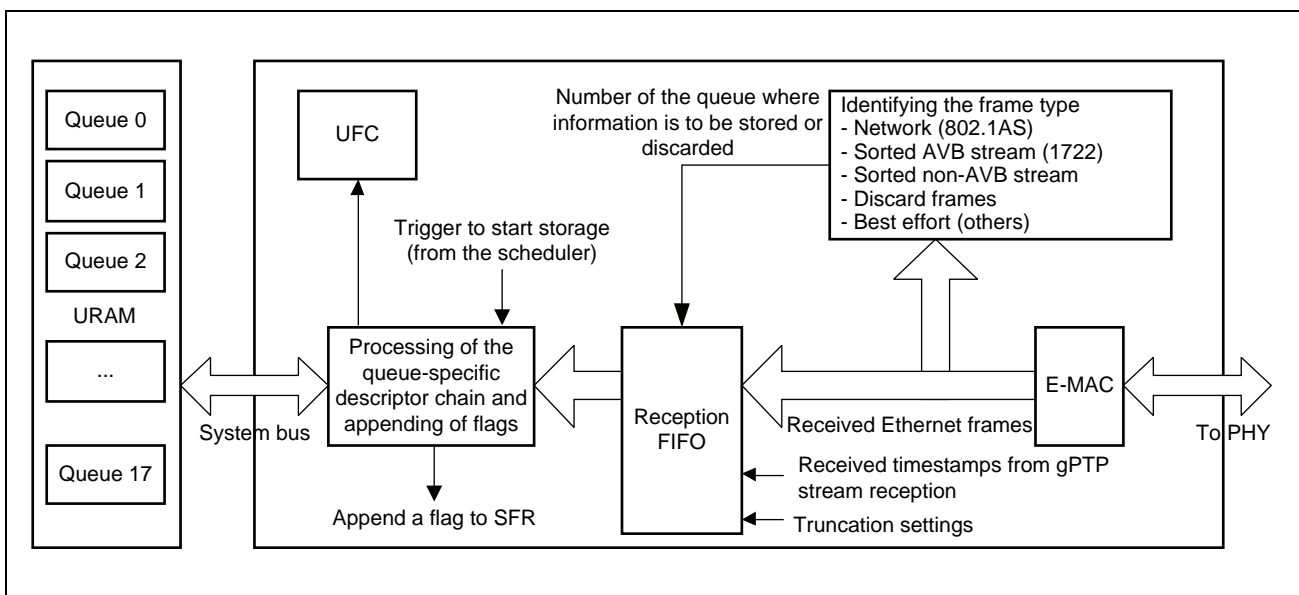 Queue 0
Queue 1
Queue 2
URAM
...
Queue 17
System bus
UFC
Trigger to start storage
(from the scheduler)
Processing of the
queue-specific
descriptor chain and
appending of flags
Append a flag to SFR
Number of the queue where
information is to be stored or
discarded
Reception
FIFO
Identifying the frame type
- Network (802.1AS)
- Sorted AVB stream (1722)
- Sorted non-AVB stream
- Discard frames
- Best effort (others)
Received Ethernet frames
E-MAC
To PHY
Received timestamps from gPTP
stream reception
Truncation settings